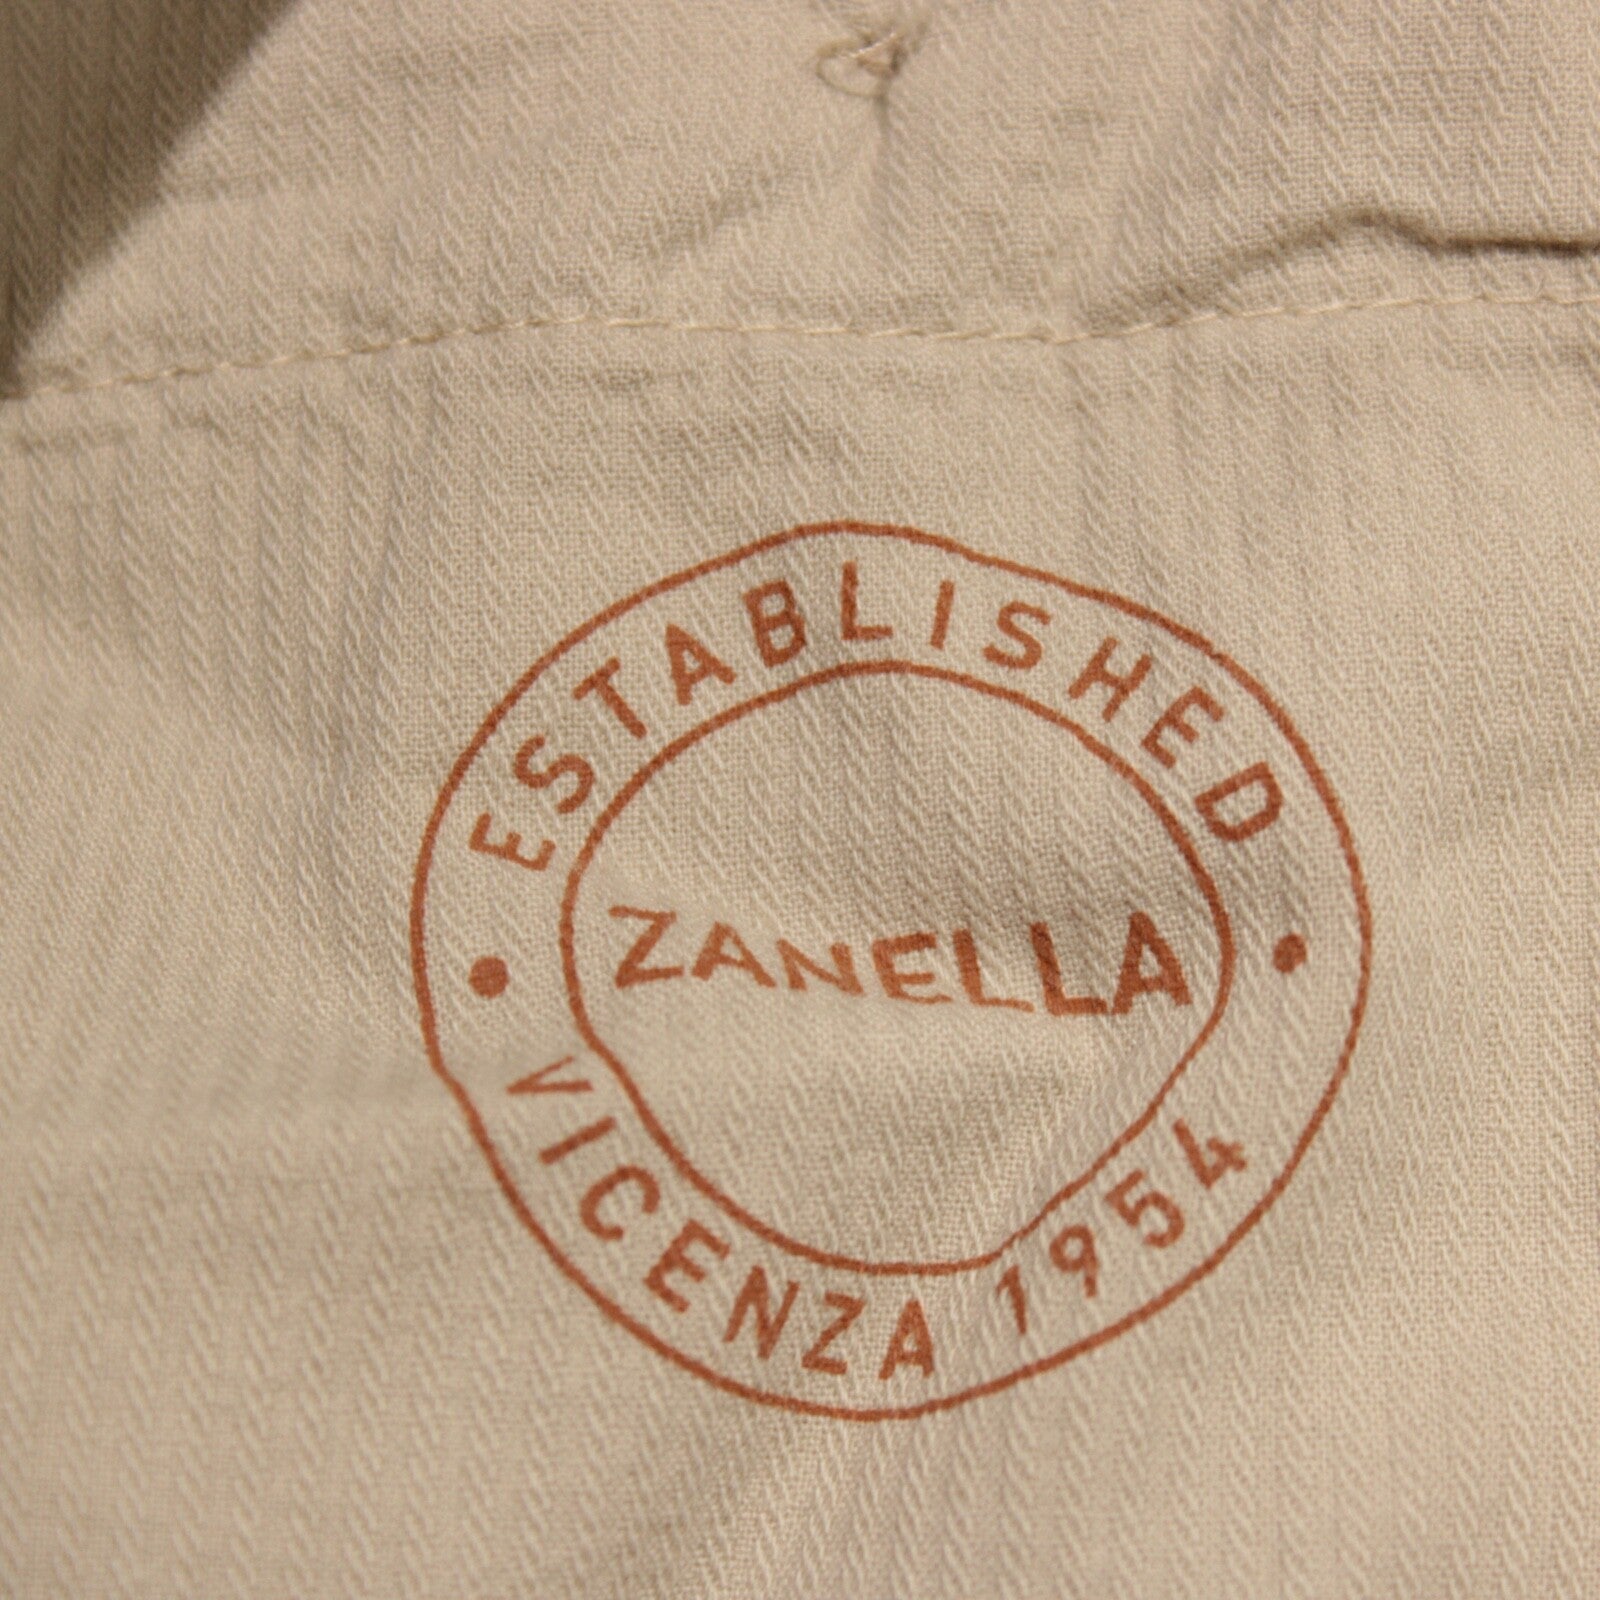 ESTABLISHED
ZANELLA
VICENZA 1954